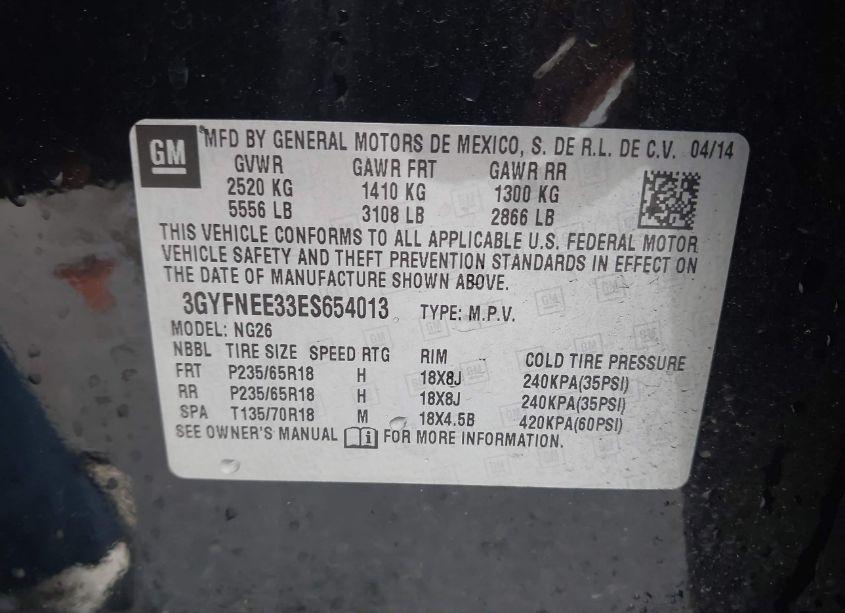 GM
MFD BY GENERAL MOTORS DE MEXICO, S. DE R.L. DE C.V. 04/14
GVWR GAWR FRT GAWR RR
2520 KG 1410 KG 1300 KG
5556 LB 3108 LB 2866 LB
THIS VEHICLE CONFORMS TO ALL APPLICABLE U.S. FEDERAL MOTOR
VEHICLE SAFETY AND THEFT PREVENTION STANDARDS IN EFFECT ON
THE DATE OF MANUFACTURE SHOWN ABOVE.
3GYFNEE33ES654013 TYPE: M.P.V.
MODEL: NG26
NBBL TIRE SIZE SPEED RTG RIM COLD TIRE PRESSURE
FRT P235/65R18 H 18X8J 240KPA(35PSI)
RR P235/65R18 H 18X8J 240KPA(35PSI)
SPA T135/70R18 M 18X4.5B 420KPA(60PSI)
SEE OWNER'S MANUAL FOR MORE INFORMATION.